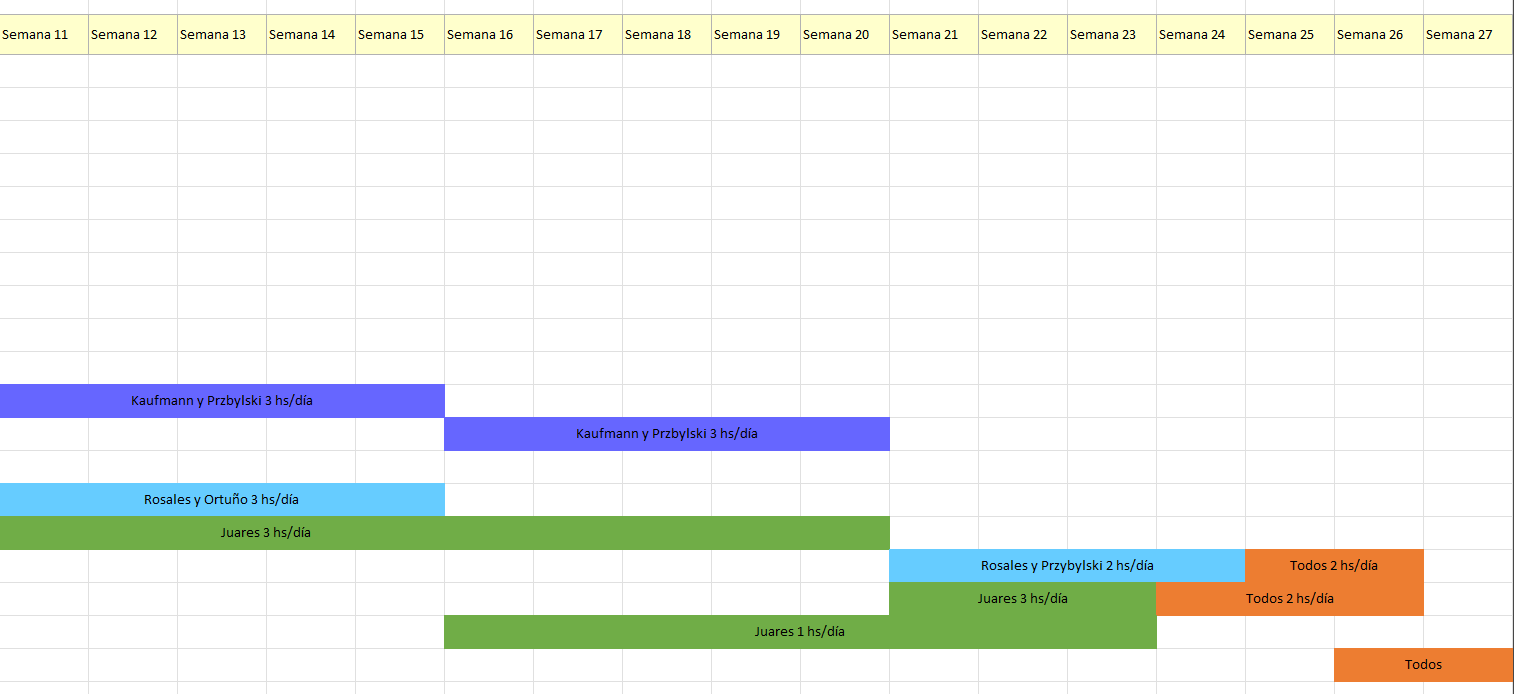 Semana 11 Semana 12 Semana 13 Semana 14 Semana 15 Semana 16 Semana 17 Semana 18 Semana 19 Semana 20 Semana 21 Semana 22 Semana 23 Semana 24 Semana 25 Semana 26 Semana 27
Kaufmann y Przbylski 3 hs/día
Kaufmann y Przbylski 3 hs/día
Rosales y Ortuño 3 hs/día
Juares 3 hs/día
Rosales y Przybylski 2 hs/día Todos 2 hs/día
Juares 3 hs/día Todos 2 hs/día
Juares 1 hs/día
Todos